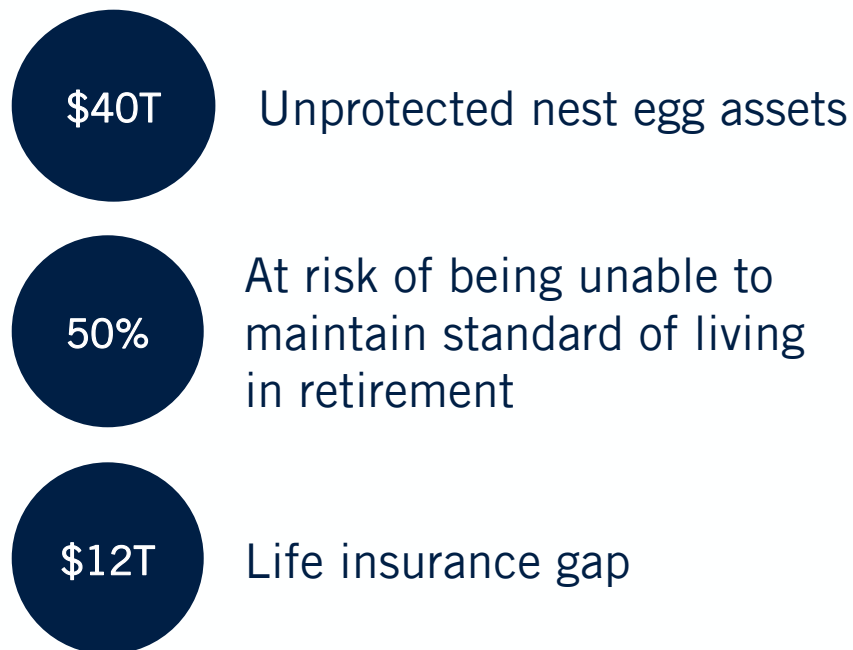 $40T Unprotected nest egg assets
At risk of being unable to
50% maintain standard of living
in retirement
$12T Life insurance gap